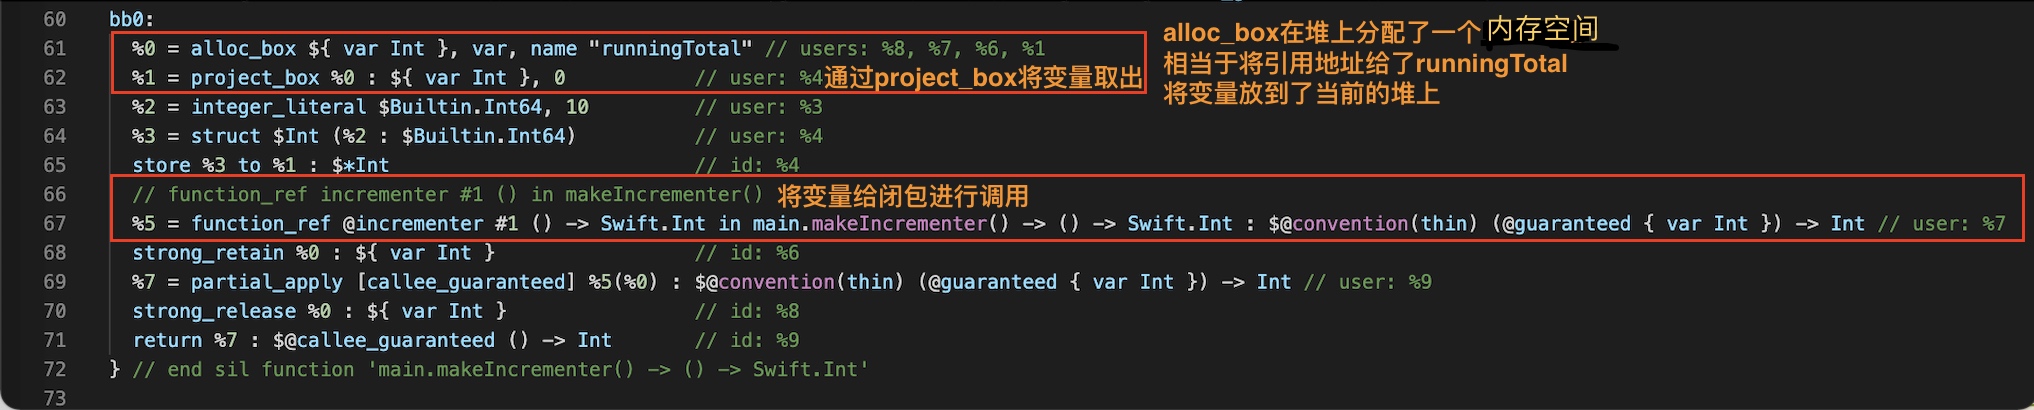 60 bb0:
61 %0 = alloc_box ${ var Int }, var, name "runningTotal" // users: %8, %7, %6, %1
62 %1 = project_box %0 : ${ var Int }, 0 // user: %4 通过project_box将变量取出
alloc_box在堆上分配了一个内存空间
相当于将引用地址给了runningTotal
将变量放到了当前的堆上
63 %2 = integer_literal $Builtin.Int64, 10 // user: %3
64 %3 = struct $Int (%2 : $Builtin.Int64) // user: %4
65 store %3 to %1 : $*Int // id: %4
66 // function_ref incrementer #1 () in makeIncrementer() 将变量给闭包进行调用
67 %5 = function_ref @incrementer #1 () -> Swift.Int in main.makeIncrementer() -> () -> Swift.Int : $@convention(thin) (@guaranteed { var Int }) -> Int // user: %7
68 strong_retain %0 : ${ var Int } // id: %6
69 %7 = partial_apply [callee_guaranteed] %5(%0) : $@convention(thin) (@guaranteed { var Int }) -> Int // user: %9
70 strong_release %0 : ${ var Int } // id: %8
71 return %7 : $@callee_guaranteed () -> Int // id: %9
72 } // end sil function 'main.makeIncrementer() -> () -> Swift.Int'
73